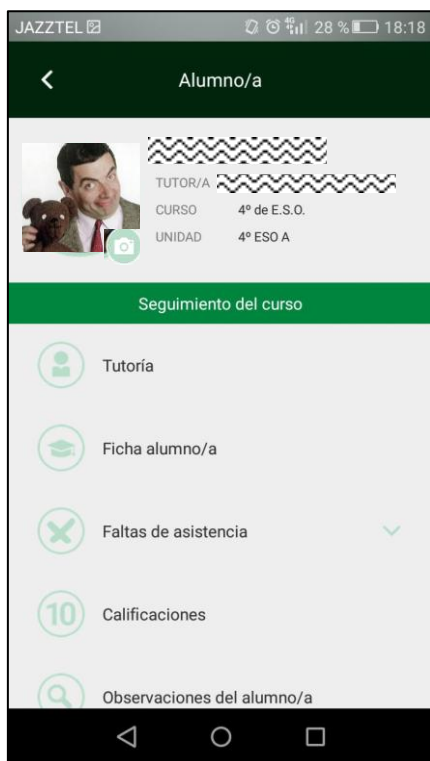 JAZZTEL 4G 28 % 18:18
Alumno/a
TUTOR/A
CURSO 4º de E.S.O.
UNIDAD 4º ESO A
Seguimiento del curso
Tutoría
Ficha alumno/a
Faltas de asistencia
10 Calificaciones
Observaciones del alumno/a